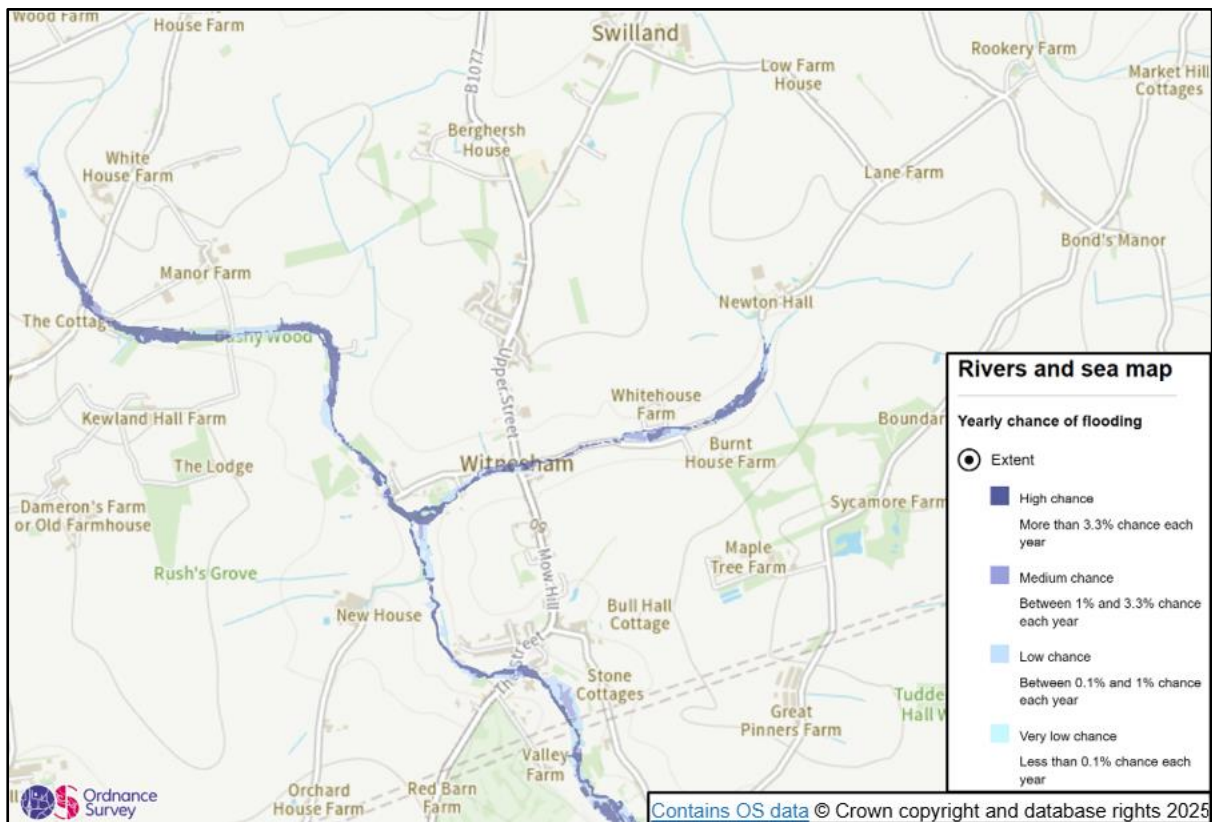 Wood Farm
House Farm
B1077
Swilland
Low Farm
House
Rookery Farm
Market Hill
Cottages
Berghersh
House
White
House Farm
Lane Farm
Bond's Manor
Manor Farm
Newton Hall
The Cottage
Bushy Wood
Upper Street
Whitehouse
Farm
Kewland Hall Farm
Burnt
House Farm
Boundar
The Lodge
Witnesham
Dameron's Farm
or Old Farmhouse
Sycamore Farm
Rush's Grove
Mow Hill
Maple
Tree Farm
New House
Bull Hall
Cottage
The Street
Stone
Cottages
Great
Pinners Farm
Tudde
Hall W
Valley
Farm
Orchard
House Farm
Red Barn
Farm
Ordnance
Survey
Rivers and sea map
Yearly chance of flooding
Extent
High chance
More than 3.3% chance each
year
Medium chance
Between 1% and 3.3% chance
each year
Low chance
Between 0.1% and 1% chance
each year
Very low chance
Less than 0.1% chance each
year
Contains OS data © Crown copyright and database rights 2025